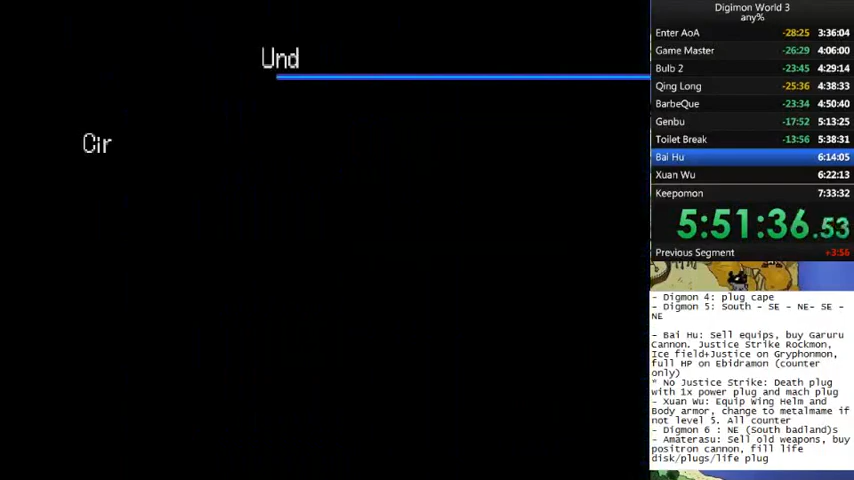 Und
Cir
Digimon World 3
any%
Enter AoA -28:25 3:36:04
Game Master -26:29 4:06:00
Bulb 2 -23:45 4:29:14
Qing Long -25:36 4:38:33
BarbeQue -23:34 4:50:40
Genbu -17:52 5:13:25
Toilet Break -13:56 5:38:31
Bai Hu 6:14:05
Xuan Wu 6:22:13
Keepomon 7:33:32
5:51:36.53
Previous Segment +3:56
- Digmon 4: plug cape
- Digmon 5: South - SE - NE- SE -
NE
- Bai Hu: Sell equips, buy Garuru
Cannon. Justice Strike Rockmon,
Ice field+Justice on Gryphonmon,
full HP on Ebidramon (counter
only)
* No Justice Strike: Death plug
with 1x power plug and mach plug
- Xuan Wu: Equip Wing Helm and
Body armor, change to metalmame if
not level 5. All counter
- Digmon 6 : NE (South badland)s
- Amaterasu: Sell old weapons, buy
positron cannon, fill life
disk/plugs/life plug